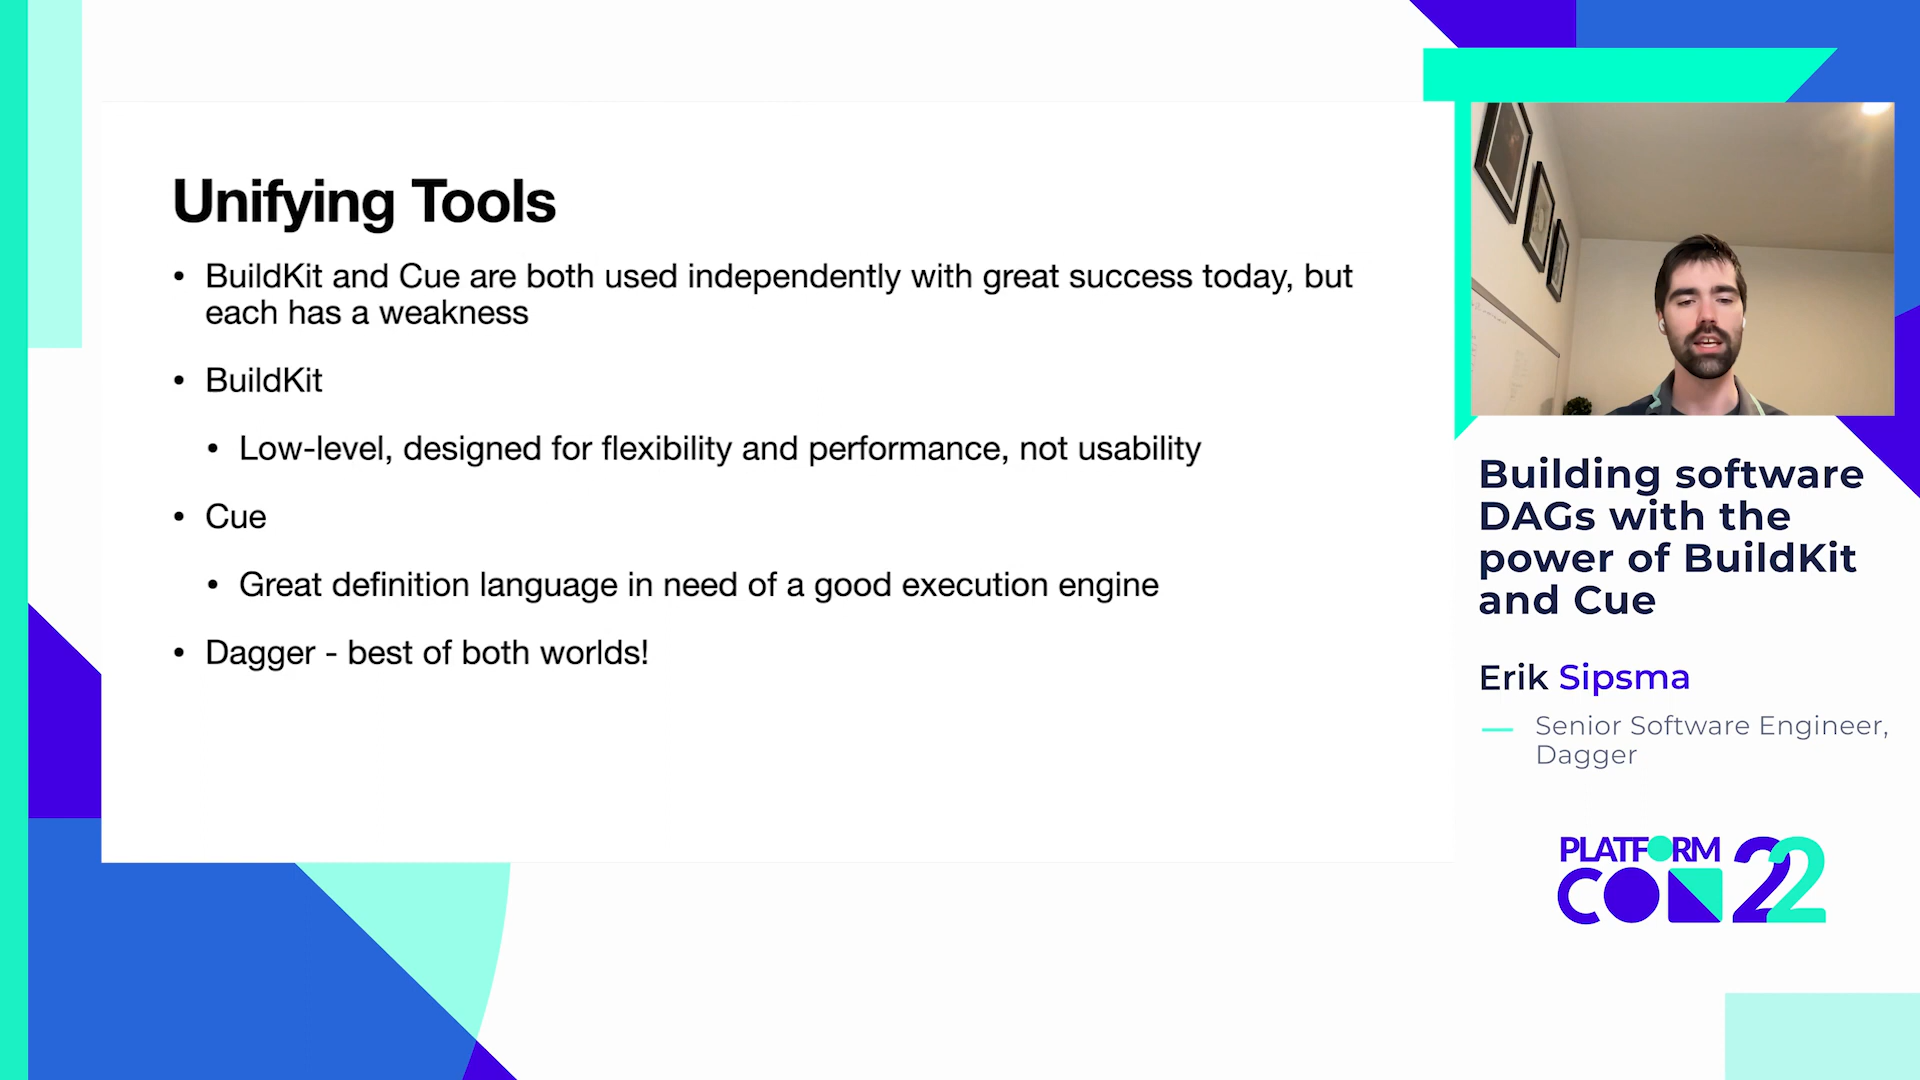 Unifying Tools
• BuildKit and Cue are both used independently with great success today, but
each has a weakness
• BuildKit
• Low-level, designed for flexibility and performance, not usability
• Cue
• Great definition language in need of a good execution engine
• Dagger - best of both worlds!
Building software
DAGs with the
power of BuildKit
and Cue
Erik Sipsma
Senior Software Engineer,
Dagger
PLATFORM
CON 22